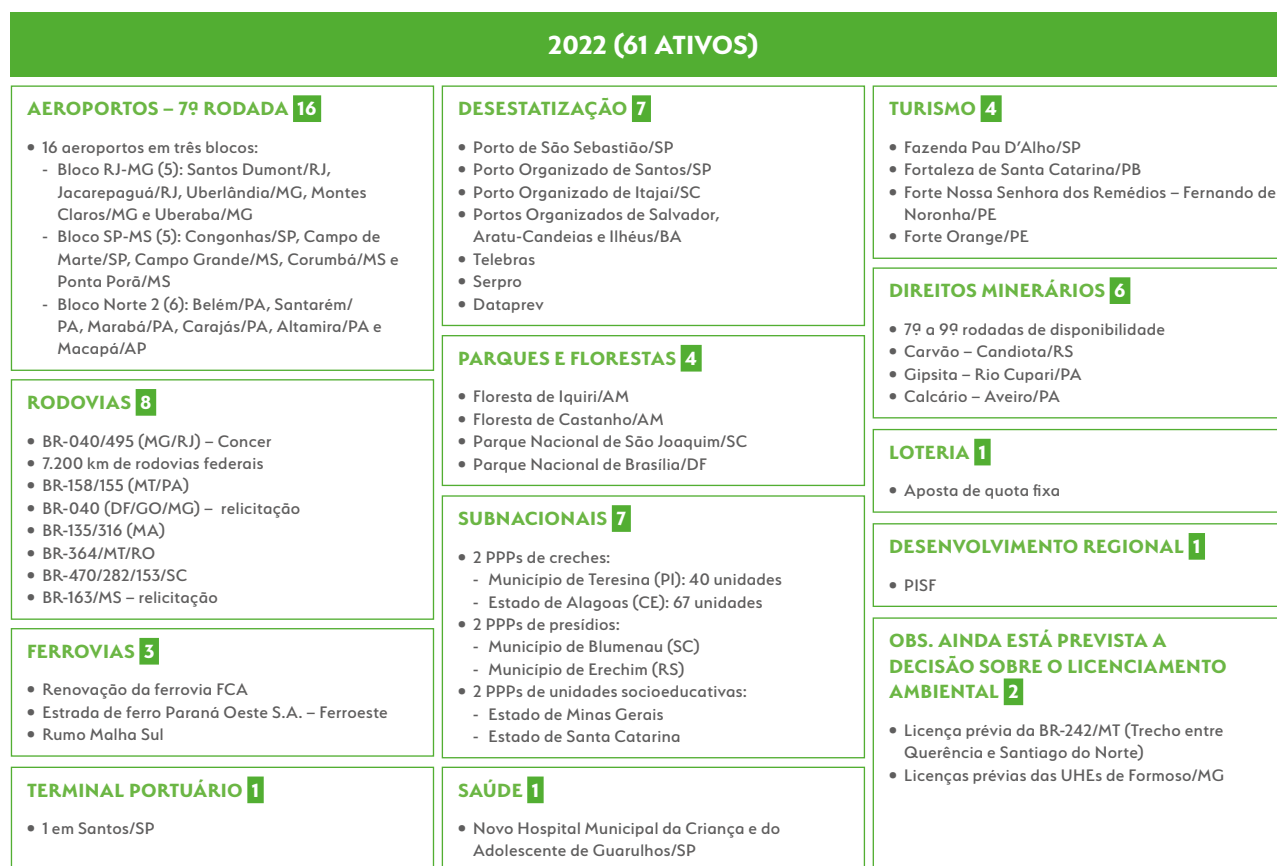 2022 (61 ATIVOS)
AEROPORTOS – 7ª RODADA 16
• 16 aeroportos em três blocos:
- Bloco RJ-MG (5): Santos Dumont/RJ,
Jacarepaguá/RJ, Uberlândia/MG, Montes
Claros/MG e Uberaba/MG
- Bloco SP-MS (5): Congonhas/SP, Campo de
Marte/SP, Campo Grande/MS, Corumbá/MS e
Ponta Porã/MS
- Bloco Norte 2 (6): Belém/PA, Santarém/
PA, Marabá/PA, Carajás/PA, Altamira/PA e
Macapá/AP
RODOVIAS 8
• BR-040/495 (MG/RJ) – Concer
• 7.200 km de rodovias federais
• BR-158/155 (MT/PA)
• BR-040 (DF/GO/MG) – relicitação
• BR-135/316 (MA)
• BR-364/MT/RO
• BR-470/282/153/SC
• BR-163/MS – relicitação
FERROVIAS 3
• Renovação da ferrovia FCA
• Estrada de ferro Paraná Oeste S.A. – Ferroeste
• Rumo Malha Sul
TERMINAL PORTUÁRIO 1
• 1 em Santos/SP
DESESTATIZAÇÃO 7
• Porto de São Sebastião/SP
• Porto Organizado de Santos/SP
• Porto Organizado de Itajaí/SC
• Portos Organizados de Salvador,
Aratu-Candeias e Ilhéus/BA
• Telebras
• Serpro
• Dataprev
PARQUES E FLORESTAS 4
• Floresta de Iquiri/AM
• Floresta de Castanho/AM
• Parque Nacional de São Joaquim/SC
• Parque Nacional de Brasília/DF
SUBNACIONAIS 7
• 2 PPPs de creches:
- Município de Teresina (PI): 40 unidades
- Estado de Alagoas (CE): 67 unidades
• 2 PPPs de presídios:
- Município de Blumenau (SC)
- Município de Erechim (RS)
• 2 PPPs de unidades socioeducativas:
- Estado de Minas Gerais
- Estado de Santa Catarina
SAÚDE 1
• Novo Hospital Municipal da Criança e do
Adolescente de Guarulhos/SP
TURISMO 4
• Fazenda Pau D’Alho/SP
• Fortaleza de Santa Catarina/PB
• Forte Nossa Senhora dos Remédios – Fernando de
Noronha/PE
• Forte Orange/PE
DIREITOS MINERÁRIOS 6
• 7ª a 9ª rodadas de disponibilidade
• Carvão – Candiota/RS
• Gipsita – Rio Cupari/PA
• Calcário – Aveiro/PA
LOTERIA 1
• Aposta de quota fixa
DESENVOLVIMENTO REGIONAL 1
• PISF
OBS. AINDA ESTÁ PREVISTA A
DECISÃO SOBRE O LICENCIAMENTO
AMBIENTAL 2
• Licença prévia da BR-242/MT (Trecho entre
Querência e Santiago do Norte)
• Licenças prévias das UHEs de Formoso/MG